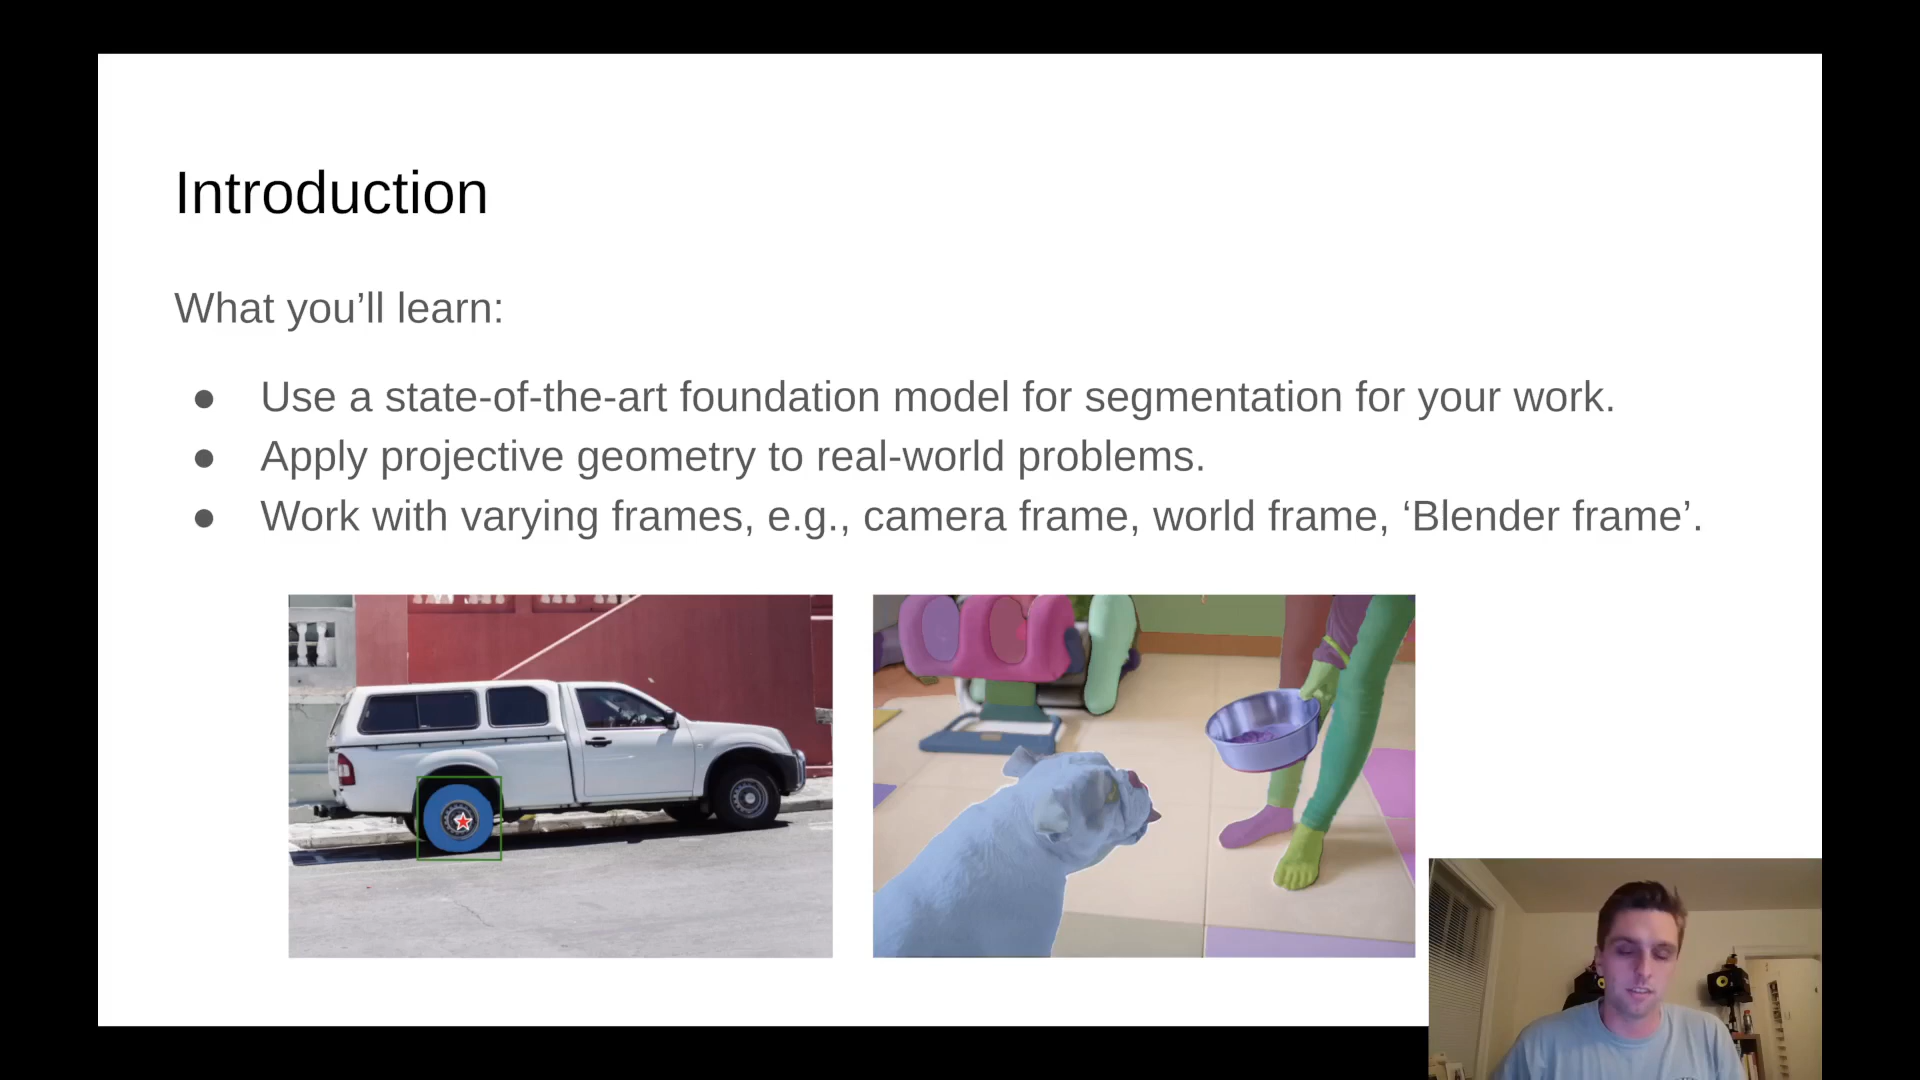 Introduction
What you’ll learn:
● Use a state-of-the-art foundation model for segmentation for your work.
● Apply projective geometry to real-world problems.
● Work with varying frames, e.g., camera frame, world frame, ‘Blender frame’.